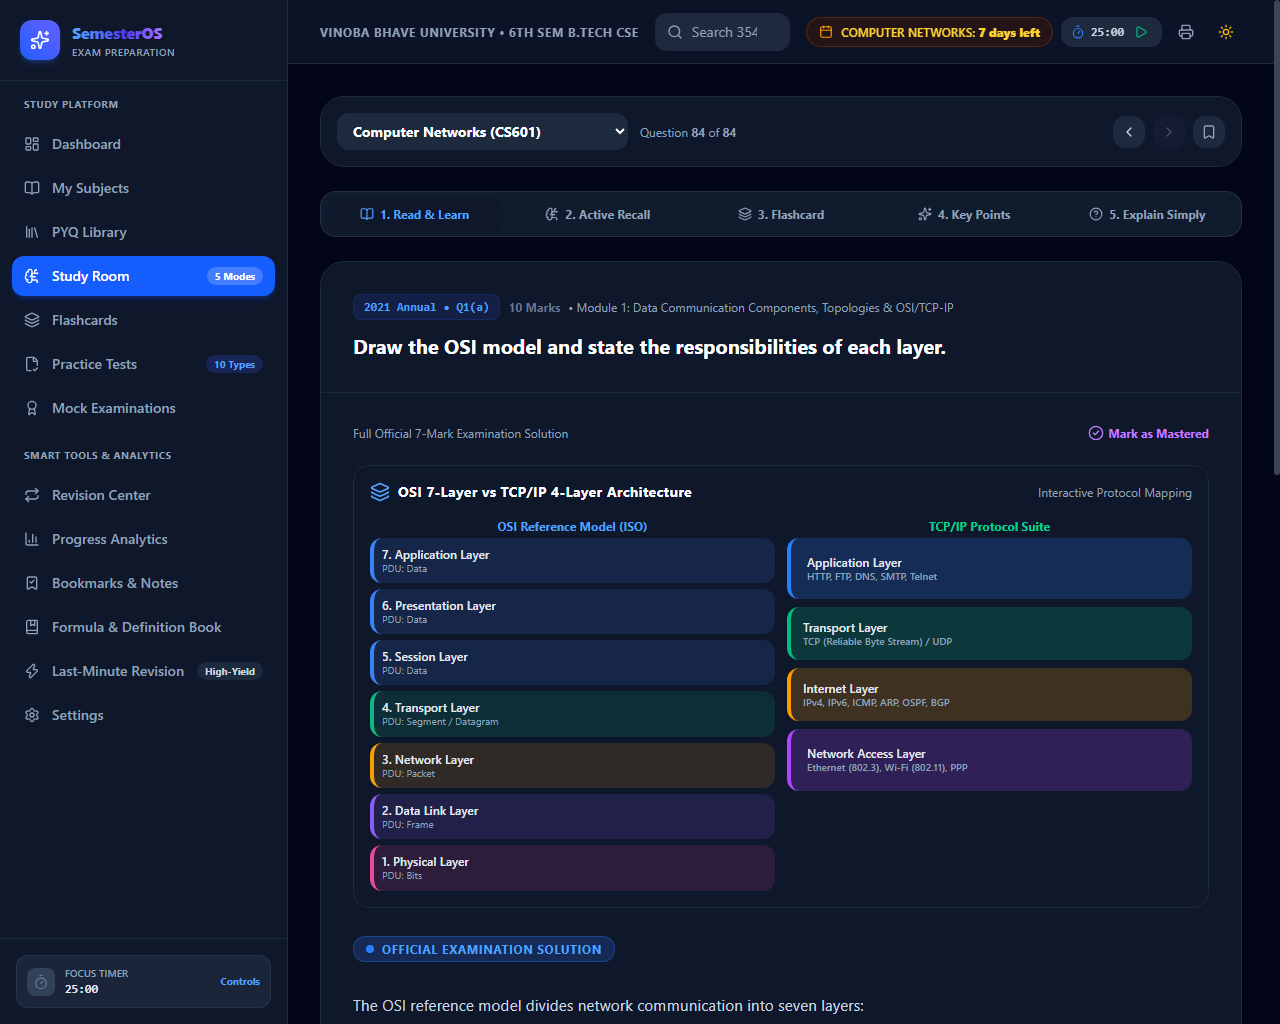 SemesterOS
EXAM PREPARATION
STUDY PLATFORM
Dashboard
My Subjects
PYQ Library
Study Room
5 Modes
Flashcards
Practice Tests
10 Types
Mock Examinations
SMART TOOLS & ANALYTICS
Revision Center
Progress Analytics
Bookmarks & Notes
Formula & Definition Book
Last-Minute Revision
High-Yield
Settings
FOCUS TIMER
25:00
Controls
VINOBA BHAVE UNIVERSITY • 6TH SEM B.TECH CSE
Search 354
COMPUTER NETWORKS: 7 days left
25:00
Computer Networks (CS601)
Question 84 of 84
1. Read & Learn
2. Active Recall
3. Flashcard
4. Key Points
5. Explain Simply
2021 Annual • Q1(a)
10 Marks
• Module 1: Data Communication Components, Topologies & OSI/TCP-IP
Draw the OSI model and state the responsibilities of each layer.
Full Official 7-Mark Examination Solution
Mark as Mastered
OSI 7-Layer vs TCP/IP 4-Layer Architecture
Interactive Protocol Mapping
OSI Reference Model (ISO)
7. Application Layer
PDU: Data
6. Presentation Layer
PDU: Data
5. Session Layer
PDU: Data
4. Transport Layer
PDU: Segment / Datagram
3. Network Layer
PDU: Packet
2. Data Link Layer
PDU: Frame
1. Physical Layer
PDU: Bits
TCP/IP Protocol Suite
Application Layer
HTTP, FTP, DNS, SMTP, Telnet
Transport Layer
TCP (Reliable Byte Stream) / UDP
Internet Layer
IPv4, IPv6, ICMP, ARP, OSPF, BGP
Network Access Layer
Ethernet (802.3), Wi-Fi (802.11), PPP
OFFICIAL EXAMINATION SOLUTION
The OSI reference model divides network communication into seven layers: